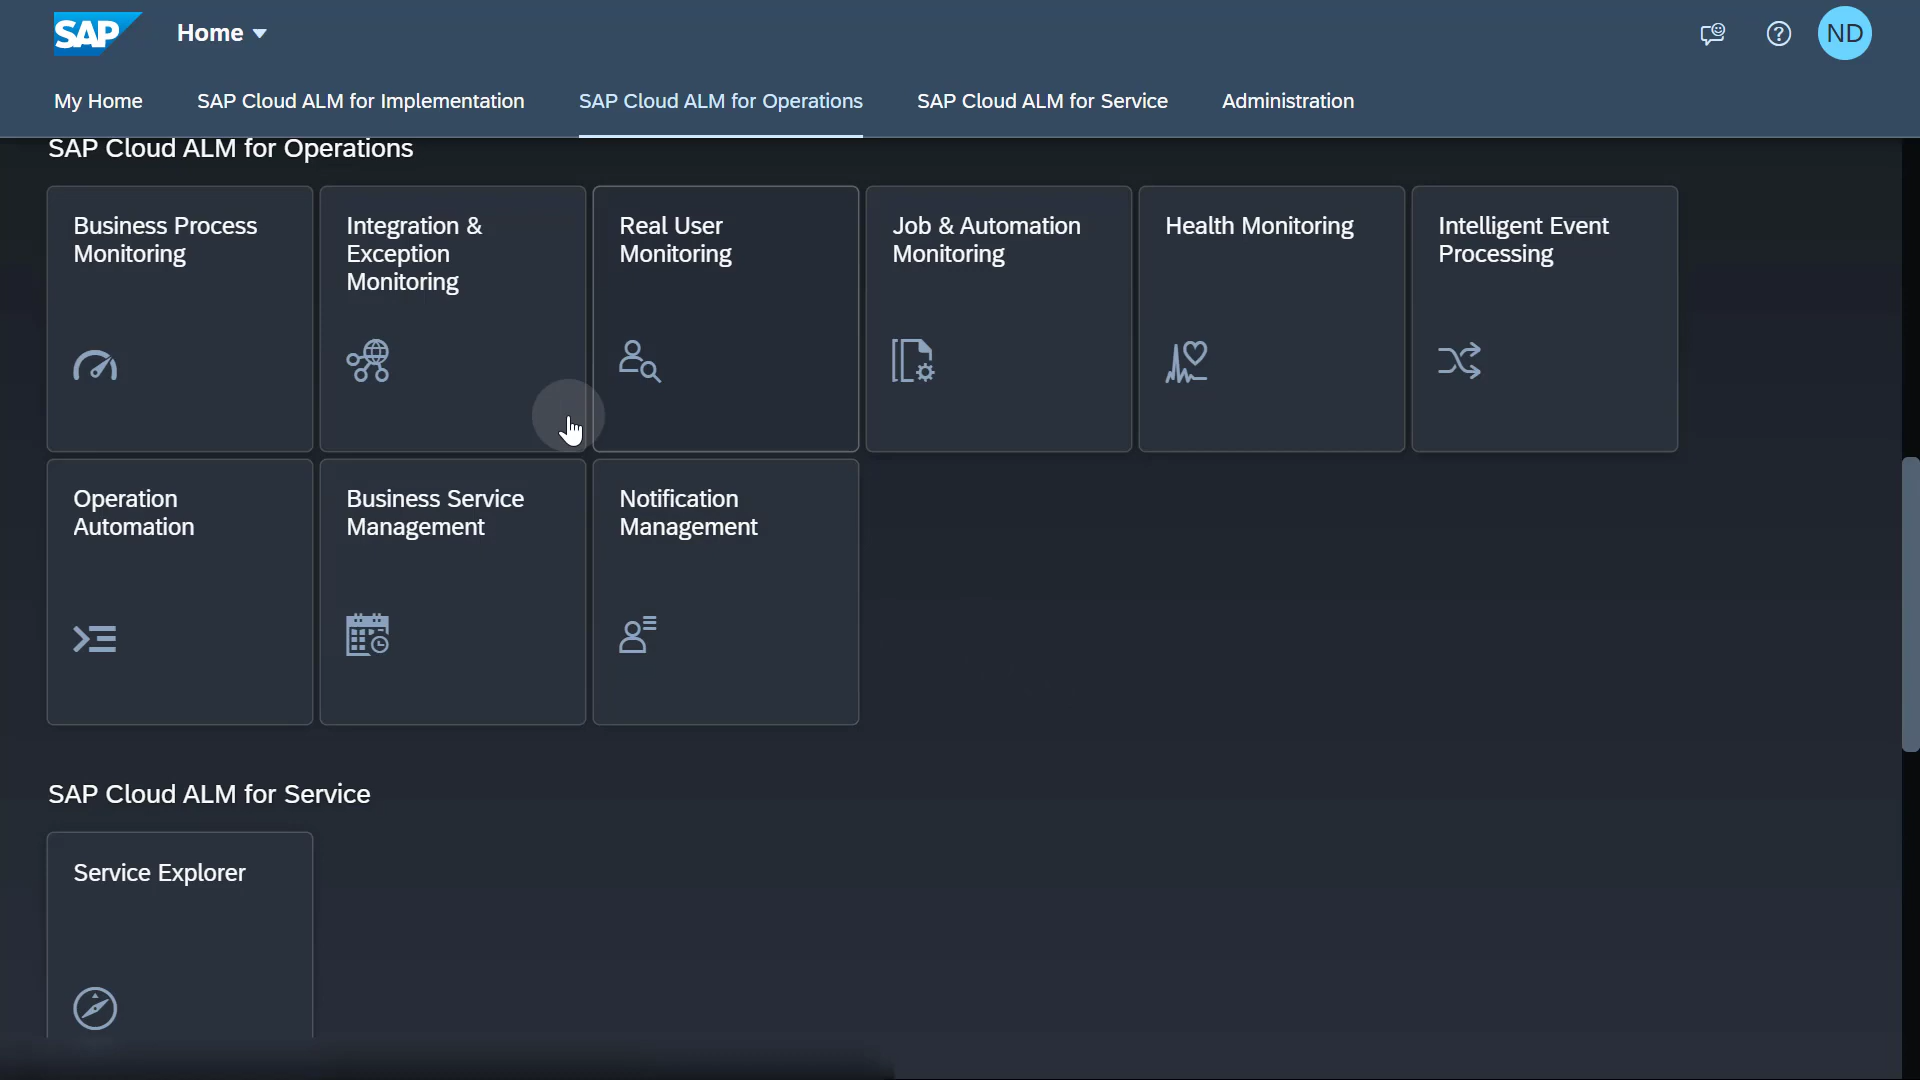 SAP
Home
ND
My Home
SAP Cloud ALM for Implementation
SAP Cloud ALM for Operations
SAP Cloud ALM for Service
Administration
SAP Cloud ALM for Operations
Business Process
Monitoring
Integration &
Exception
Monitoring
Real User
Monitoring
Job & Automation
Monitoring
Health Monitoring
Intelligent Event
Processing
Operation
Automation
Business Service
Management
Notification
Management
SAP Cloud ALM for Service
Service Explorer